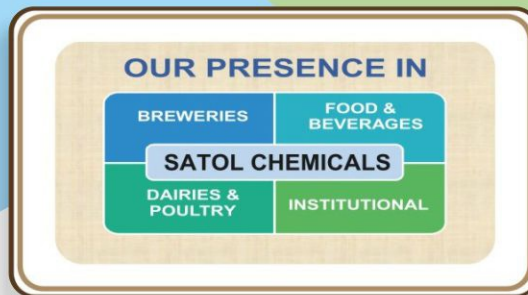 OUR PRESENCE IN
BREWERIES
FOOD &
BEVERAGES
SATOL CHEMICALS
DAIRIES &
POULTRY
INSTITUTIONAL